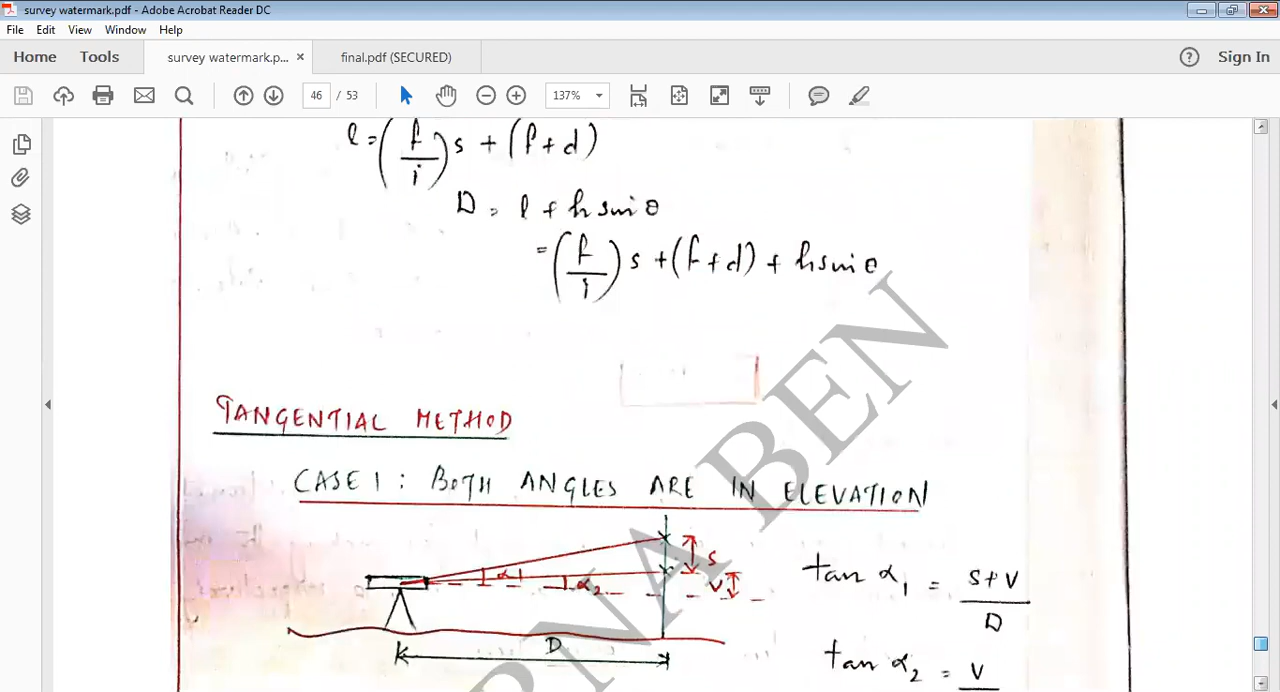 survey watermark.pdf - Adobe Acrobat Reader DC
File Edit View Window Help
Home Tools survey watermark.p... × final.pdf (SECURED) Sign In
46 / 53 137%
l = (f/i) s + (f+d)
D = l + h sin θ
= (f/i) s + (f+d) + h sin θ
TANGENTIAL METHOD
CASE 1 : BOTH ANGLES ARE IN ELEVATION
α1 α2 S V
D
tan α1 = S+V / D
tan α2 = V
RNA BEN